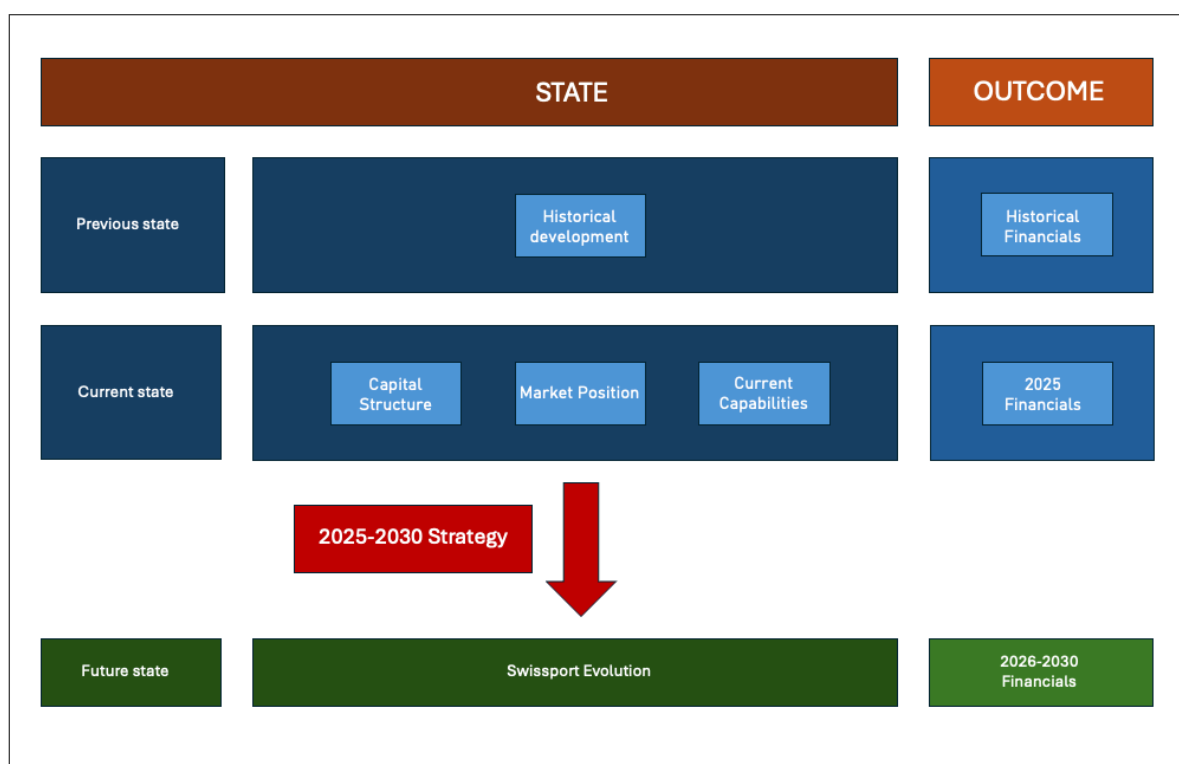 STATE
OUTCOME
Previous state
Historical
development
Historical
Financials
Current state
Capital
Structure
Market Position
Current
Capabilities
2025
Financials
2025-2030 Strategy
Future state
Swissport Evolution
2026-2030
Financials